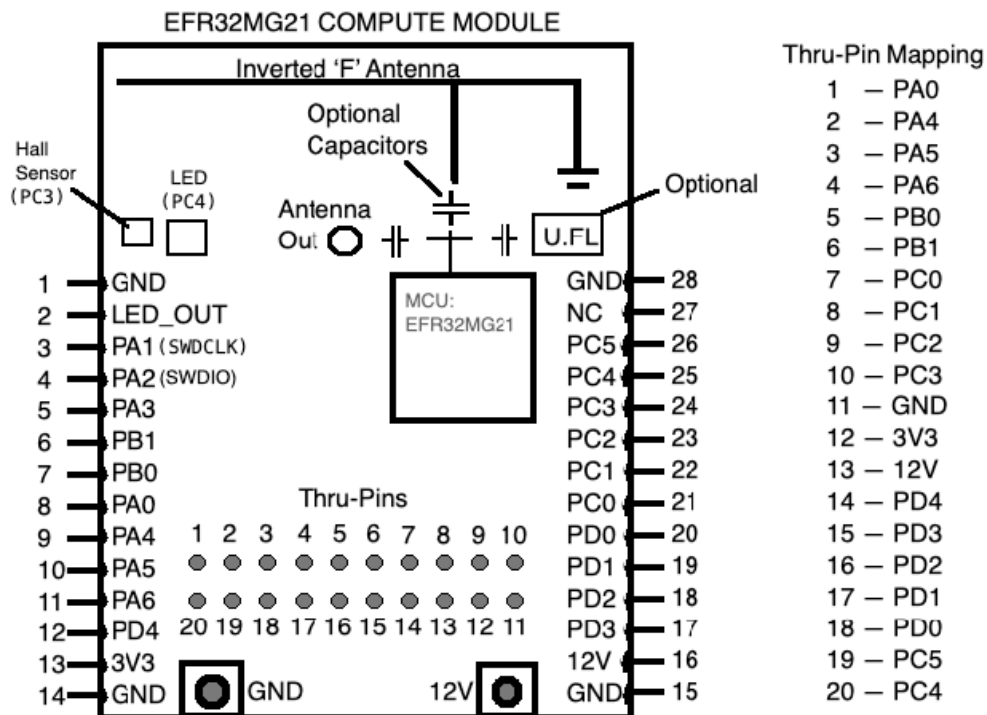 EFR32MG21 COMPUTE MODULE
Inverted ‘F’ Antenna
Optional
Capacitors
Hall
Sensor
(PC3)
LED
(PC4)
Antenna
Out
U.FL
Optional
MCU:
EFR32MG21
1 GND
2 LED_OUT
3 PA1 (SWDCLK)
4 PA2 (SWDIO)
5 PA3
6 PB1
7 PB0
8 PA0
9 PA4
10 PA5
11 PA6
12 PD4
13 3V3
14 GND
GND 28
NC 27
PC5 26
PC4 25
PC3 24
PC2 23
PC1 22
PC0 21
PD0 20
PD1 19
PD2 18
PD3 17
12V 16
GND 15
Thru-Pins
1 2 3 4 5 6 7 8 9 10
20 19 18 17 16 15 14 13 12 11
GND
12V
Thru-Pin Mapping
1 – PA0
2 – PA4
3 – PA5
4 – PA6
5 – PB0
6 – PB1
7 – PC0
8 – PC1
9 – PC2
10 – PC3
11 – GND
12 – 3V3
13 – 12V
14 – PD4
15 – PD3
16 – PD2
17 – PD1
18 – PD0
19 – PC5
20 – PC4